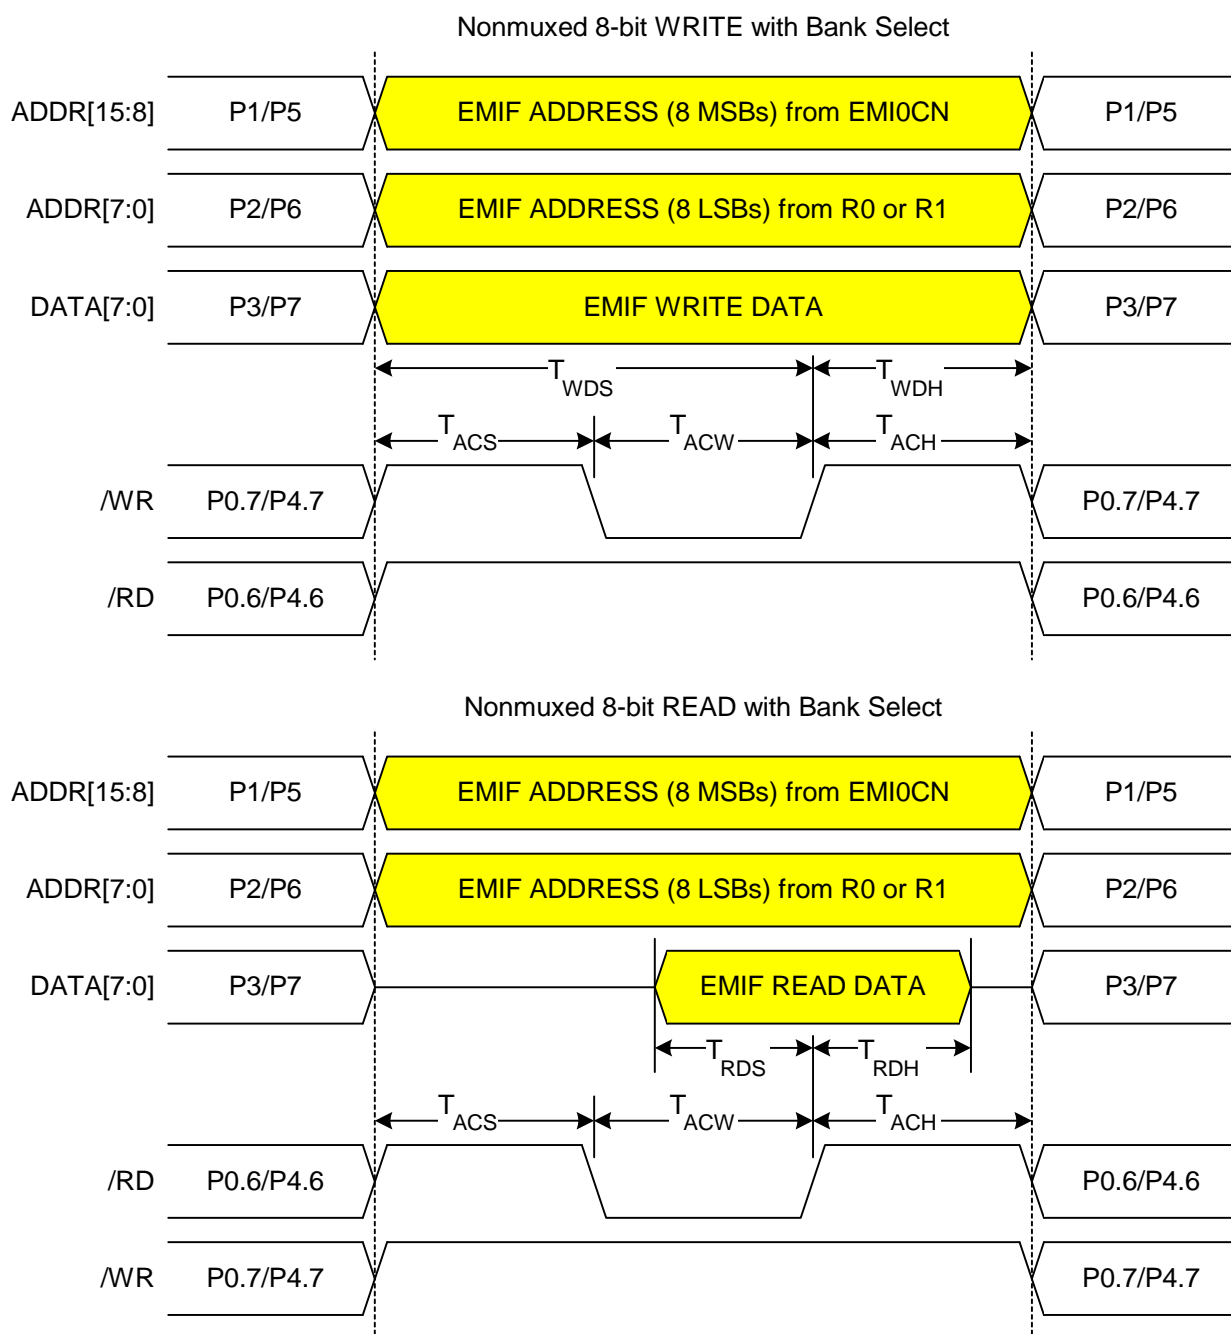 Nonmuxed 8-bit WRITE with Bank Select
ADDR[15:8] P1/P5 EMIF ADDRESS (8 MSBs) from EMI0CN P1/P5
ADDR[7:0] P2/P6 EMIF ADDRESS (8 LSBs) from R0 or R1 P2/P6
DATA[7:0] P3/P7 EMIF WRITE DATA P3/P7
TWDS TWDH
TACS TACW TACH
/WR P0.7/P4.7 P0.7/P4.7
/RD P0.6/P4.6 P0.6/P4.6
Nonmuxed 8-bit READ with Bank Select
ADDR[15:8] P1/P5 EMIF ADDRESS (8 MSBs) from EMI0CN P1/P5
ADDR[7:0] P2/P6 EMIF ADDRESS (8 LSBs) from R0 or R1 P2/P6
DATA[7:0] P3/P7 EMIF READ DATA P3/P7
TRDS TRDH
TACS TACW TACH
/RD P0.6/P4.6 P0.6/P4.6
/WR P0.7/P4.7 P0.7/P4.7